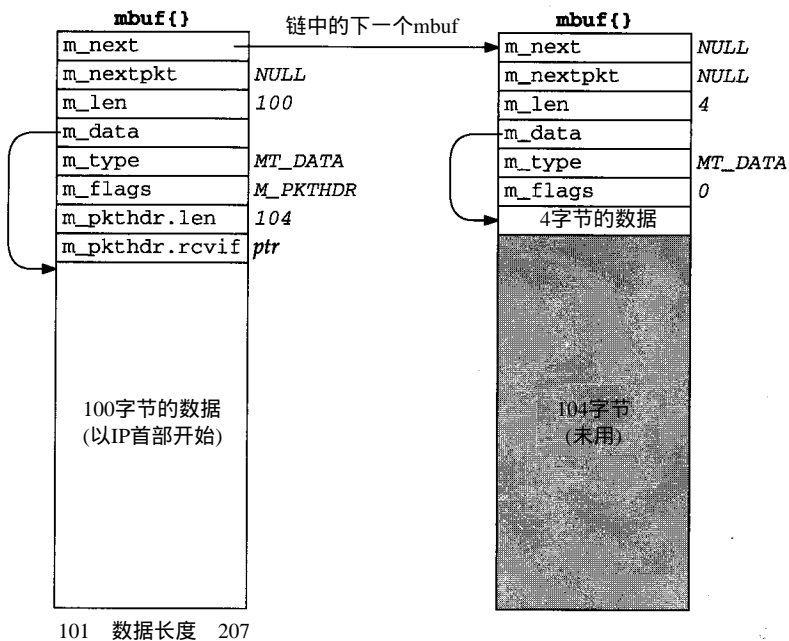 mbuf{}
链中的下一个mbuf
mbuf{}
m_next
m_nextpkt NULL
m_len 100
m_data
m_type MT_DATA
m_flags M_PKTHDR
m_pkthdr.len 104
m_pkthdr.rcvif ptr
100字节的数据
(以IP首部开始)
m_next NULL
m_nextpkt NULL
m_len 4
m_data
m_type MT_DATA
m_flags 0
4字节的数据
104字节
(未用)
101 数据长度 207